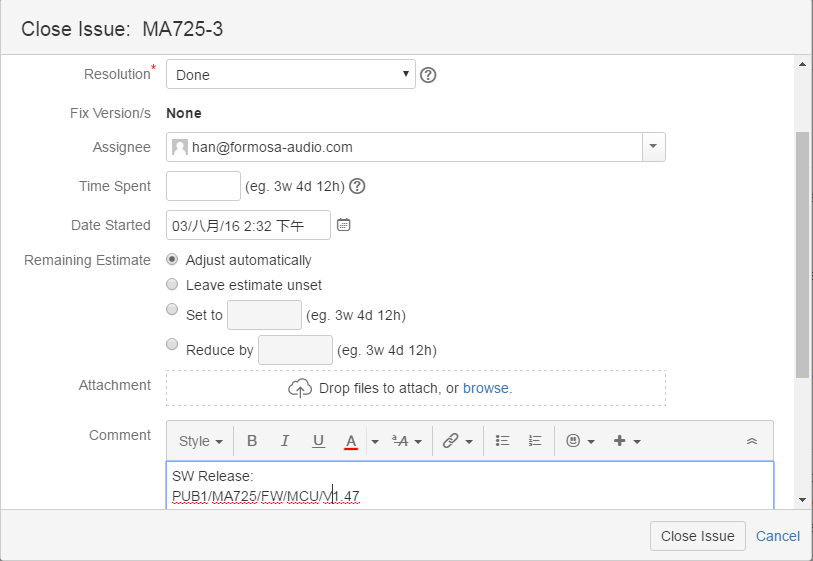 Close Issue: MA725-3
Resolution*
Done
Fix Version/s
None
Assignee
han@formosa-audio.com
Time Spent
(eg. 3w 4d 12h)
Date Started
03/八月/16 2:32 下午
Remaining Estimate
Adjust automatically
Leave estimate unset
Set to
(eg. 3w 4d 12h)
Reduce by
(eg. 3w 4d 12h)
Attachment
Drop files to attach, or browse.
Comment
Style B I U A ᵃA
SW Release:
PUB1/MA725/FW/MCU/V1.47
Close Issue Cancel